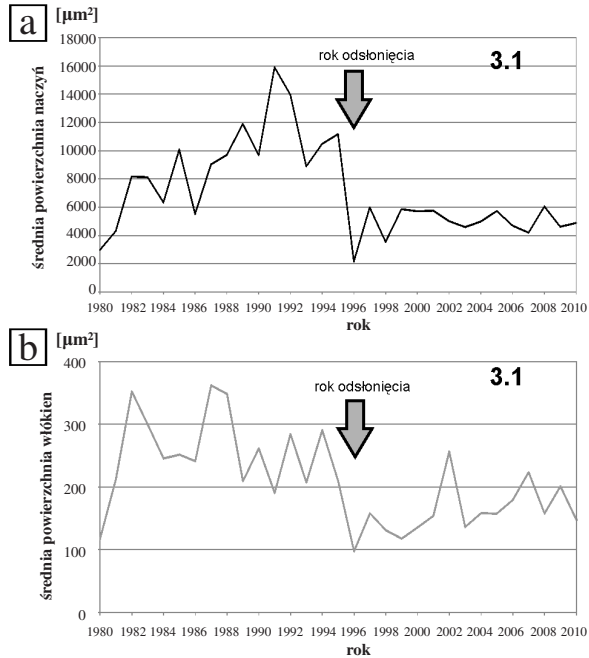 a
[µm²]
średnia powierzchnia naczyń
18000
16000
14000
12000
10000
8000
6000
4000
2000
0
rok odsłonięcia
3.1
1980 1982 1984 1986 1988 1990 1992 1994 1996 1998 2000 2002 2004 2006 2008 2010
rok
b
[µm²]
średnia powierzchnia włókien
400
300
200
100
0
rok odsłonięcia
3.1
1980 1982 1984 1986 1988 1990 1992 1994 1996 1998 2000 2002 2004 2006 2008 2010
rok